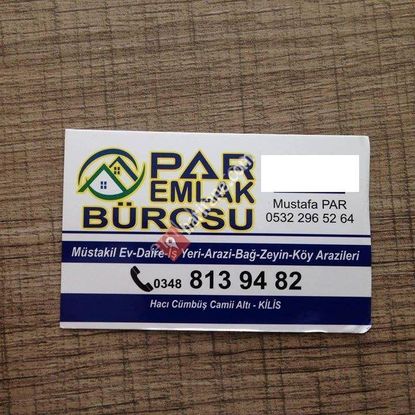 PAR
EMLAK
BÜROSU
Mustafa PAR
0532 296 52 64
Müstakil Ev-Daire-İş Yeri-Arazi-Bağ-Zeyin-Köy Arazileri
0348 813 94 82
Hacı Cümbüş Camii Altı - KİLİS